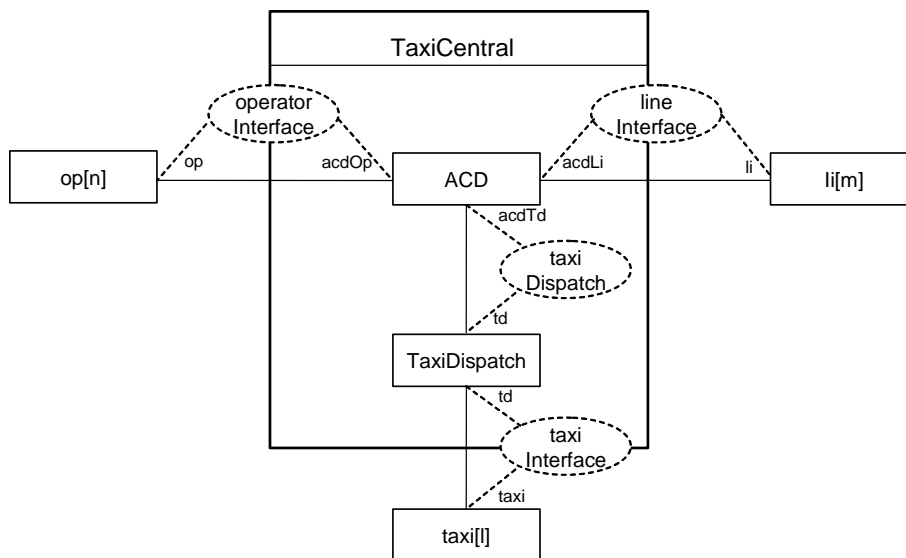 TaxiCentral
operator
Interface
line
Interface
op
acdOp
acdLi
li
op[n]
ACD
li[m]
acdTd
taxi
Dispatch
td
TaxiDispatch
td
taxi
Interface
taxi
taxi[l]